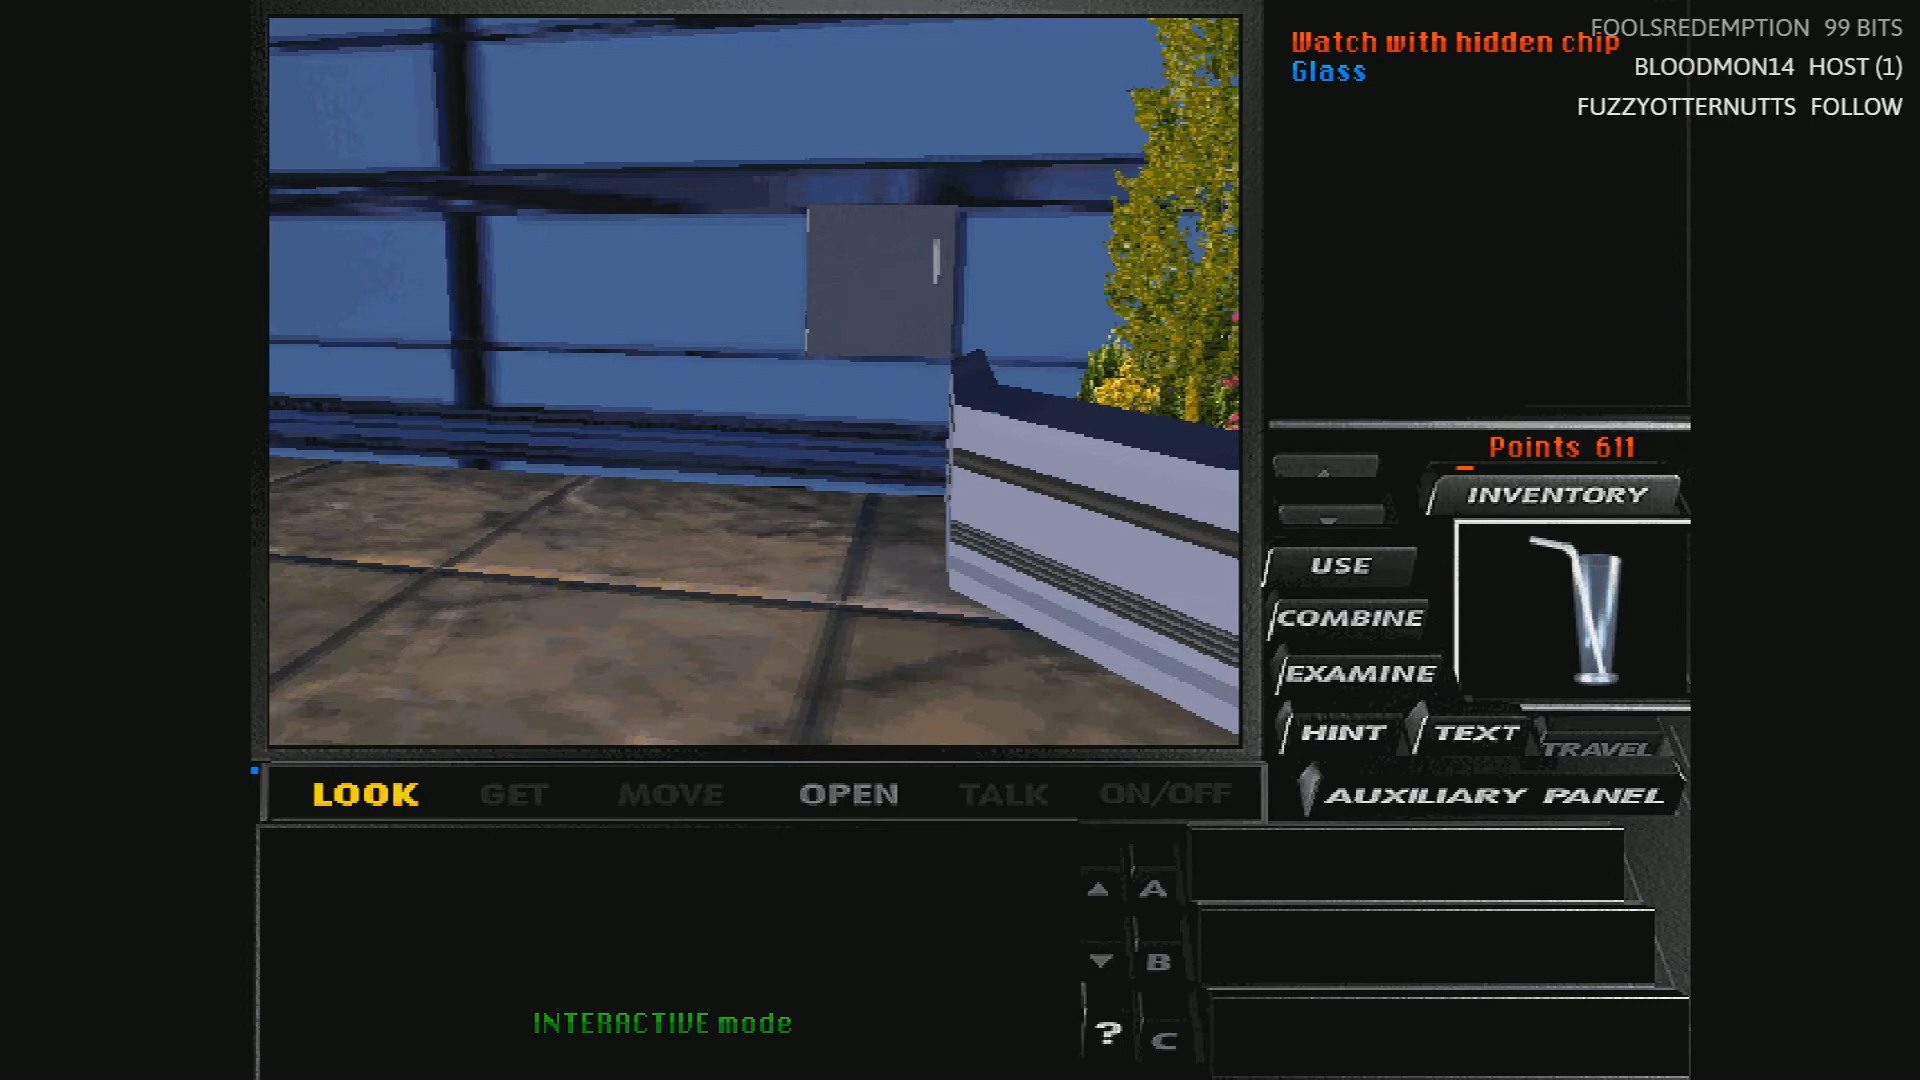 Watch with hidden chip
Glass
FOOLSREDEMPTION 99 BITS
BLOODMON14 HOST (1)
FUZZYOTTERNUTTS FOLLOW
Points 611
INVENTORY
USE
COMBINE
EXAMINE
HINT TEXT TRAVEL
AUXILIARY PANEL
LOOK GET MOVE OPEN TALK ON/OFF
A
B
? C
INTERACTIVE mode